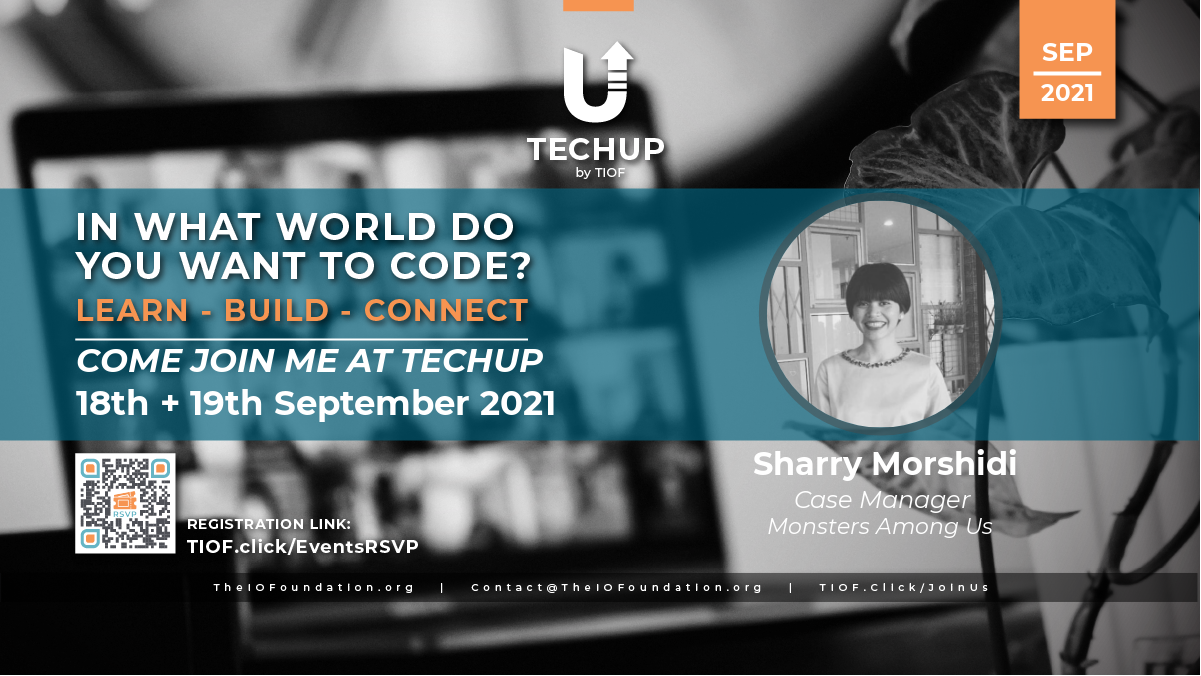 SEP
2021
TECHUP
by TIOF
IN WHAT WORLD DO
YOU WANT TO CODE?
LEARN - BUILD - CONNECT
COME JOIN ME AT TECHUP
18th + 19th September 2021
Sharry Morshidi
Case Manager
Monsters Among Us
RSVP
REGISTRATION LINK:
TIOF.click/EventsRSVP
TheIOFoundation.org | Contact@TheIOFoundation.org | TIOF.Click/JoinUs